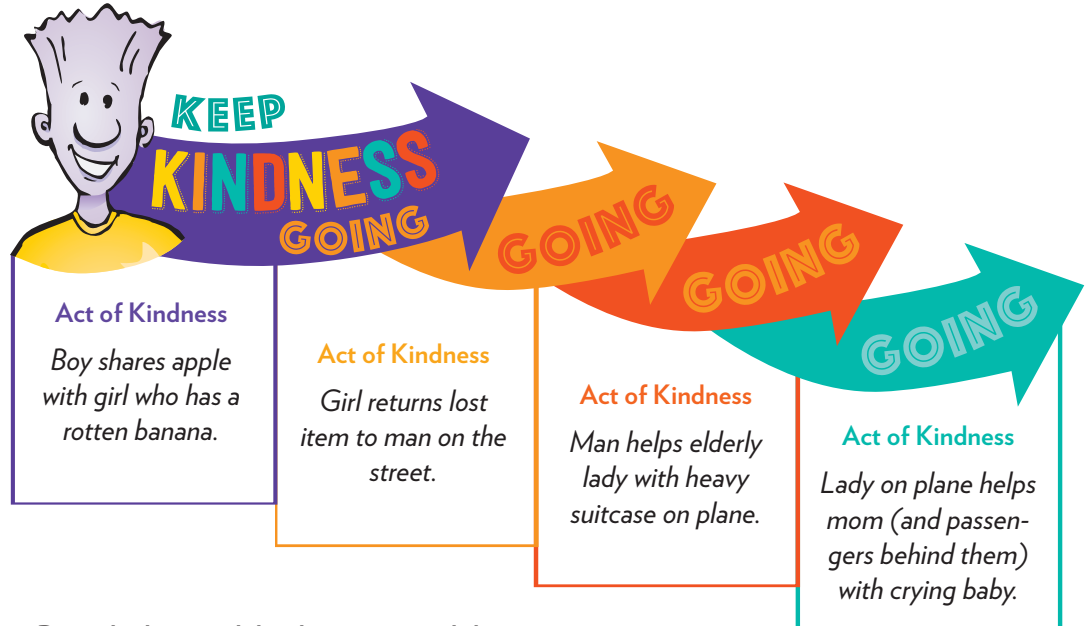 KEEP
KINDNESS
GOING
GOING
GOING
GOING
Act of Kindness
Boy shares apple
with girl who has a
rotten banana.
Act of Kindness
Girl returns lost
item to man on the
street.
Act of Kindness
Man helps elderly
lady with heavy
suitcase on plane.
Act of Kindness
Lady on plane helps
mom (and passen-
gers behind them)
with crying baby.